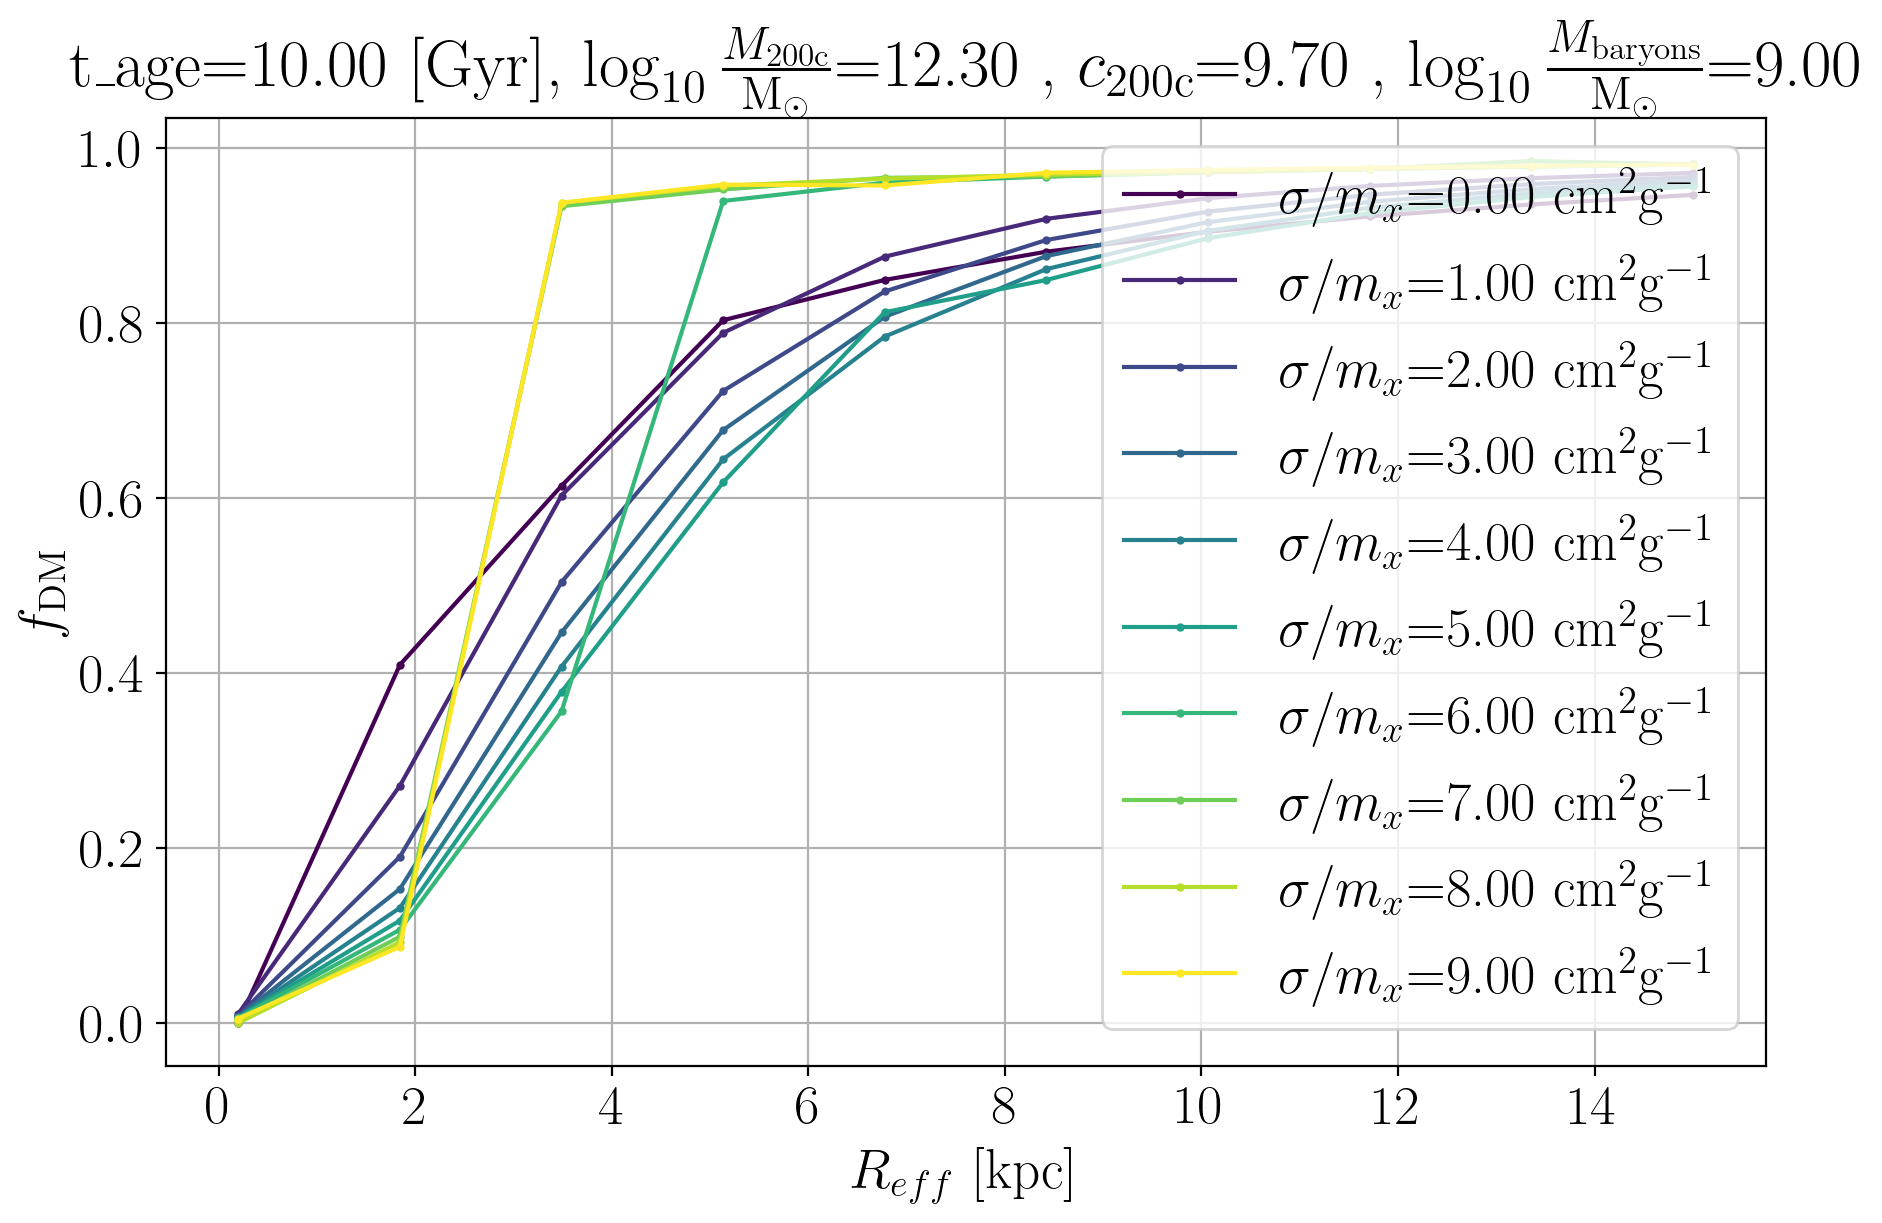 t_age=10.00 [Gyr], log₁₀ M₂₀₀c/M☉=12.30 , c₂₀₀c=9.70 , log₁₀ Mbaryons/M☉=9.00
1.0
0.8
0.6
0.4
0.2
0.0
fDM
σ/mₓ=0.00 cm²g⁻¹
σ/mₓ=1.00 cm²g⁻¹
σ/mₓ=2.00 cm²g⁻¹
σ/mₓ=3.00 cm²g⁻¹
σ/mₓ=4.00 cm²g⁻¹
σ/mₓ=5.00 cm²g⁻¹
σ/mₓ=6.00 cm²g⁻¹
σ/mₓ=7.00 cm²g⁻¹
σ/mₓ=8.00 cm²g⁻¹
σ/mₓ=9.00 cm²g⁻¹
0 2 4 6 8 10 12 14
Reff [kpc]